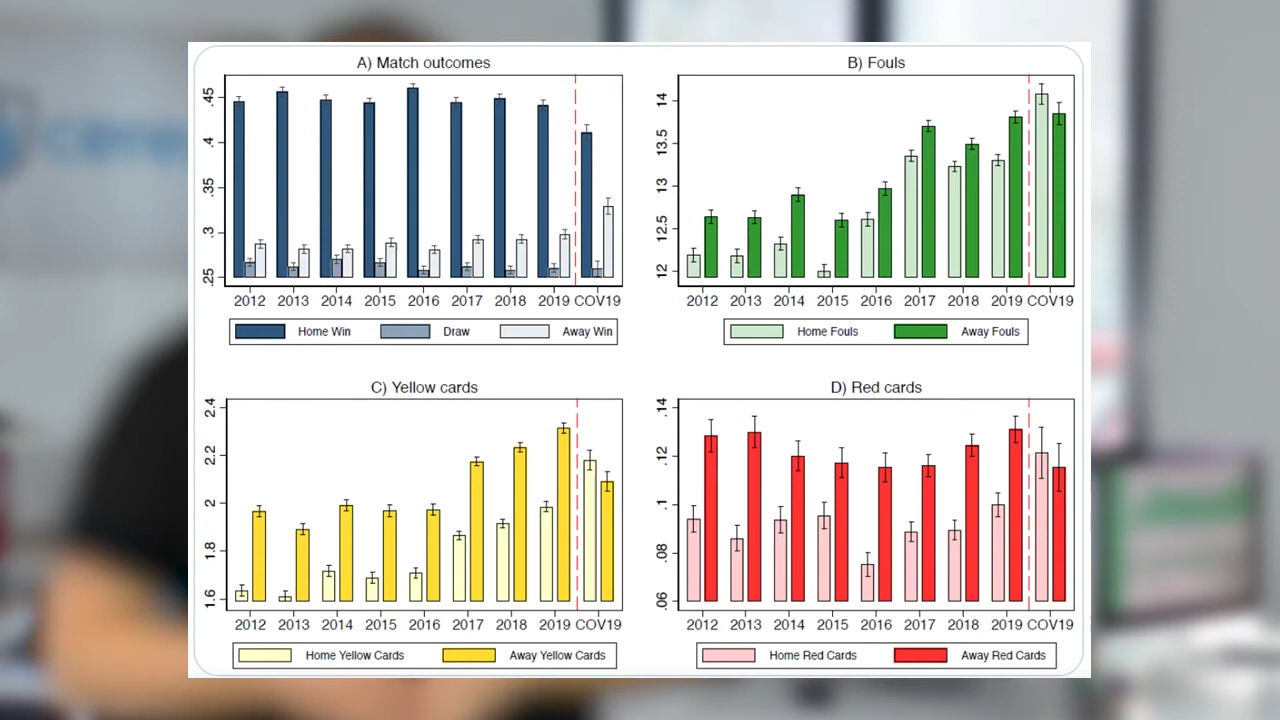 A) Match outcomes
.45
.4
.35
.3
.25
2012 2013 2014 2015 2016 2017 2018 2019 COV19
Home Win Draw Away Win
B) Fouls
14
13.5
13
12.5
12
2012 2013 2014 2015 2016 2017 2018 2019 COV19
Home Fouls Away Fouls
C) Yellow cards
2.4
2.2
2
1.8
1.6
2012 2013 2014 2015 2016 2017 2018 2019 COV19
Home Yellow Cards Away Yellow Cards
D) Red cards
.14
.12
.1
.08
.06
2012 2013 2014 2015 2016 2017 2018 2019 COV19
Home Red Cards Away Red Cards